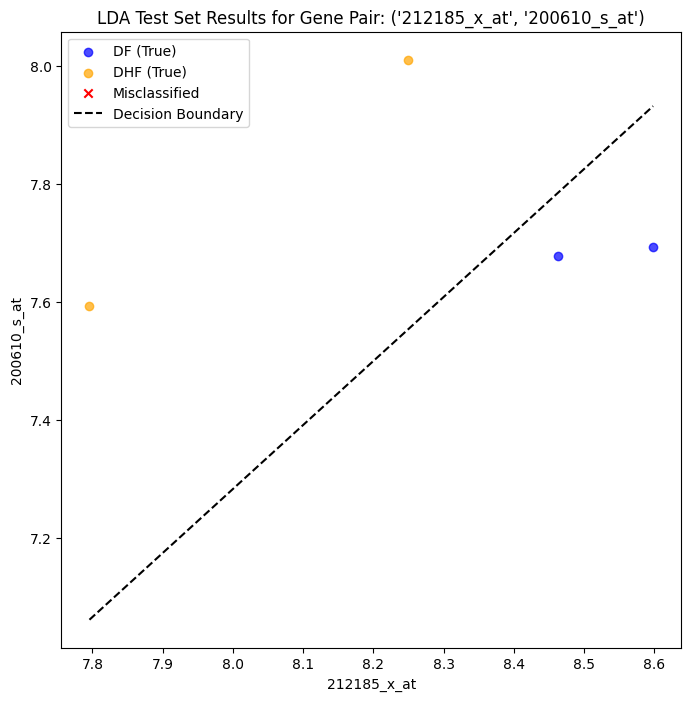 LDA Test Set Results for Gene Pair: ('212185_x_at', '200610_s_at')
DF (True)
DHF (True)
Misclassified
Decision Boundary
200610_s_at
8.0
7.8
7.6
7.4
7.2
7.8 7.9 8.0 8.1 8.2 8.3 8.4 8.5 8.6
212185_x_at